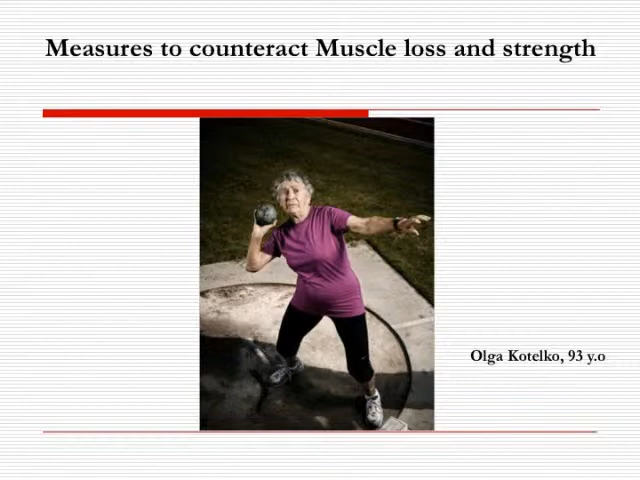 Measures to counteract Muscle loss and strength
Olga Kotelko, 93 y.o